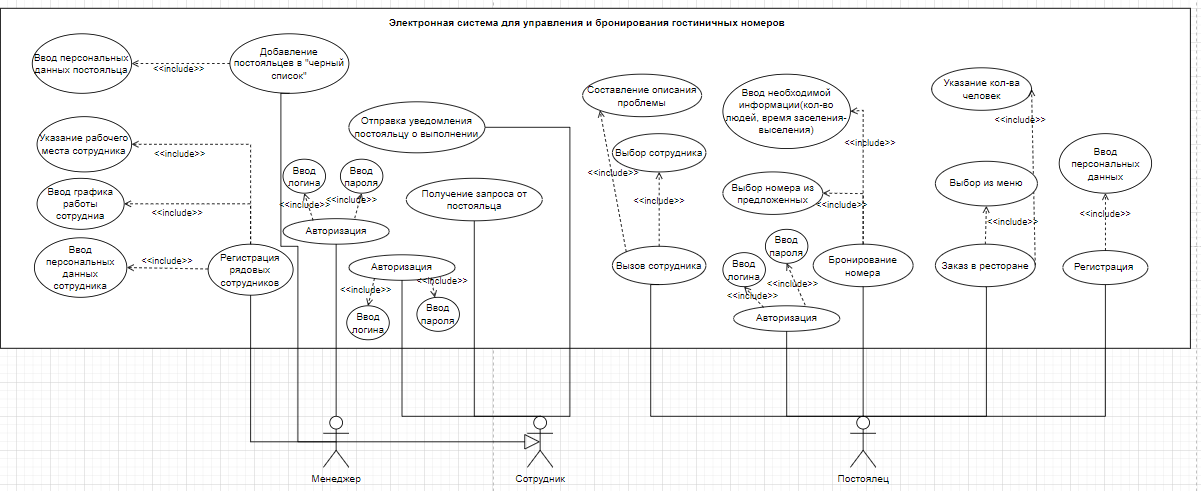 Электронная система для управления и бронирования гостиничных номеров
Ввод персональных
данных постояльца
<<include>>
Добавление
постояльцев в "черный
список"
Указание рабочего
места сотрудника
<<include>>
Ввод графика
работы
сотрудниа
<<include>>
Ввод
персональных
данных
сотрудника
<<include>>
Регистрация
рядовых
сотрудников
Отправка уведомления
постояльцу о выполнении
Ввод
логина
Ввод
пароля
<<include>>
<<include>>
Авторизация
Получение запроса от
постояльца
Авторизация
<<include>>
<<include>>
Ввод
логина
Ввод
пароля
Составление описания
проблемы
Выбор сотрудника
<<include>>
<<include>>
Вызов сотрудника
Ввод необходимой
информации(кол-во
людей, время заселения-
выселения)
<<include>>
Выбор номера из
предложенных
<<include>>
Ввод
пароля
Ввод
логина
<<include>>
<<include>>
Авторизация
Бронирование
номера
Указание кол-ва
человек
<<include>>
Выбор из меню
<<include>>
Заказ в ресторане
Ввод
персональных
данных
<<include>>
Регистрация
Менеджер
Сотрудник
Постоялец